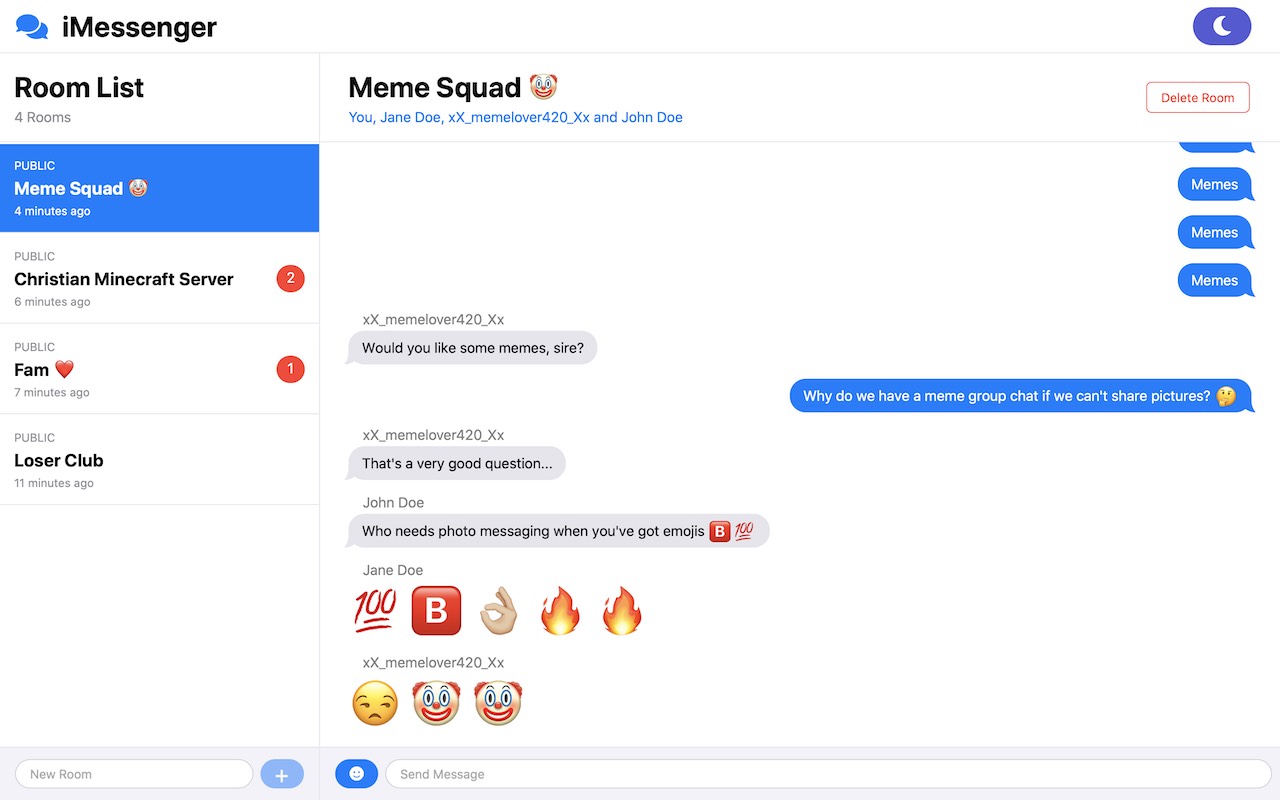 iMessenger
Room List
4 Rooms
PUBLIC
Meme Squad 🤡
4 minutes ago
PUBLIC
Christian Minecraft Server
2
6 minutes ago
PUBLIC
Fam ❤️
1
7 minutes ago
PUBLIC
Loser Club
11 minutes ago
New Room
+
Meme Squad 🤡
You, Jane Doe, xX_memelover420_Xx and John Doe
Delete Room
Memes
Memes
Memes
xX_memelover420_Xx
Would you like some memes, sire?
Why do we have a meme group chat if we can't share pictures? 🤔
xX_memelover420_Xx
That's a very good question...
John Doe
Who needs photo messaging when you've got emojis 🅱️ 💯
Jane Doe
💯 🅱️ 👌🏼 🔥 🔥
xX_memelover420_Xx
😒 🤡 🤡
Send Message